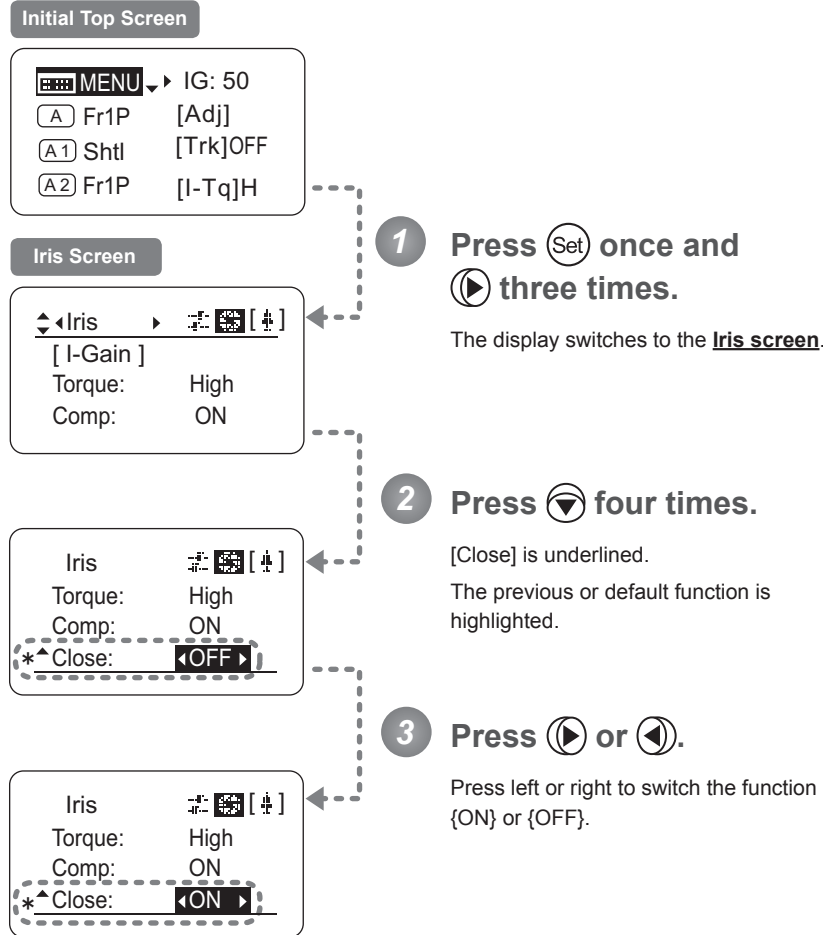 Initial Top Screen
MENU IG: 50
A Fr1P [Adj]
A1 Shtl [Trk]OFF
A2 Fr1P [I-Tq]H
1 Press Set once and
three times.
The display switches to the Iris screen.
Iris Screen
Iris [ ]
[ I-Gain ]
Torque: High
Comp: ON
2 Press four times.
[Close] is underlined.
The previous or default function is
highlighted.
Iris [ ]
Torque: High
Comp: ON
* Close: OFF
3 Press or .
Press left or right to switch the function
{ON} or {OFF}.
Iris [ ]
Torque: High
Comp: ON
* Close: ON